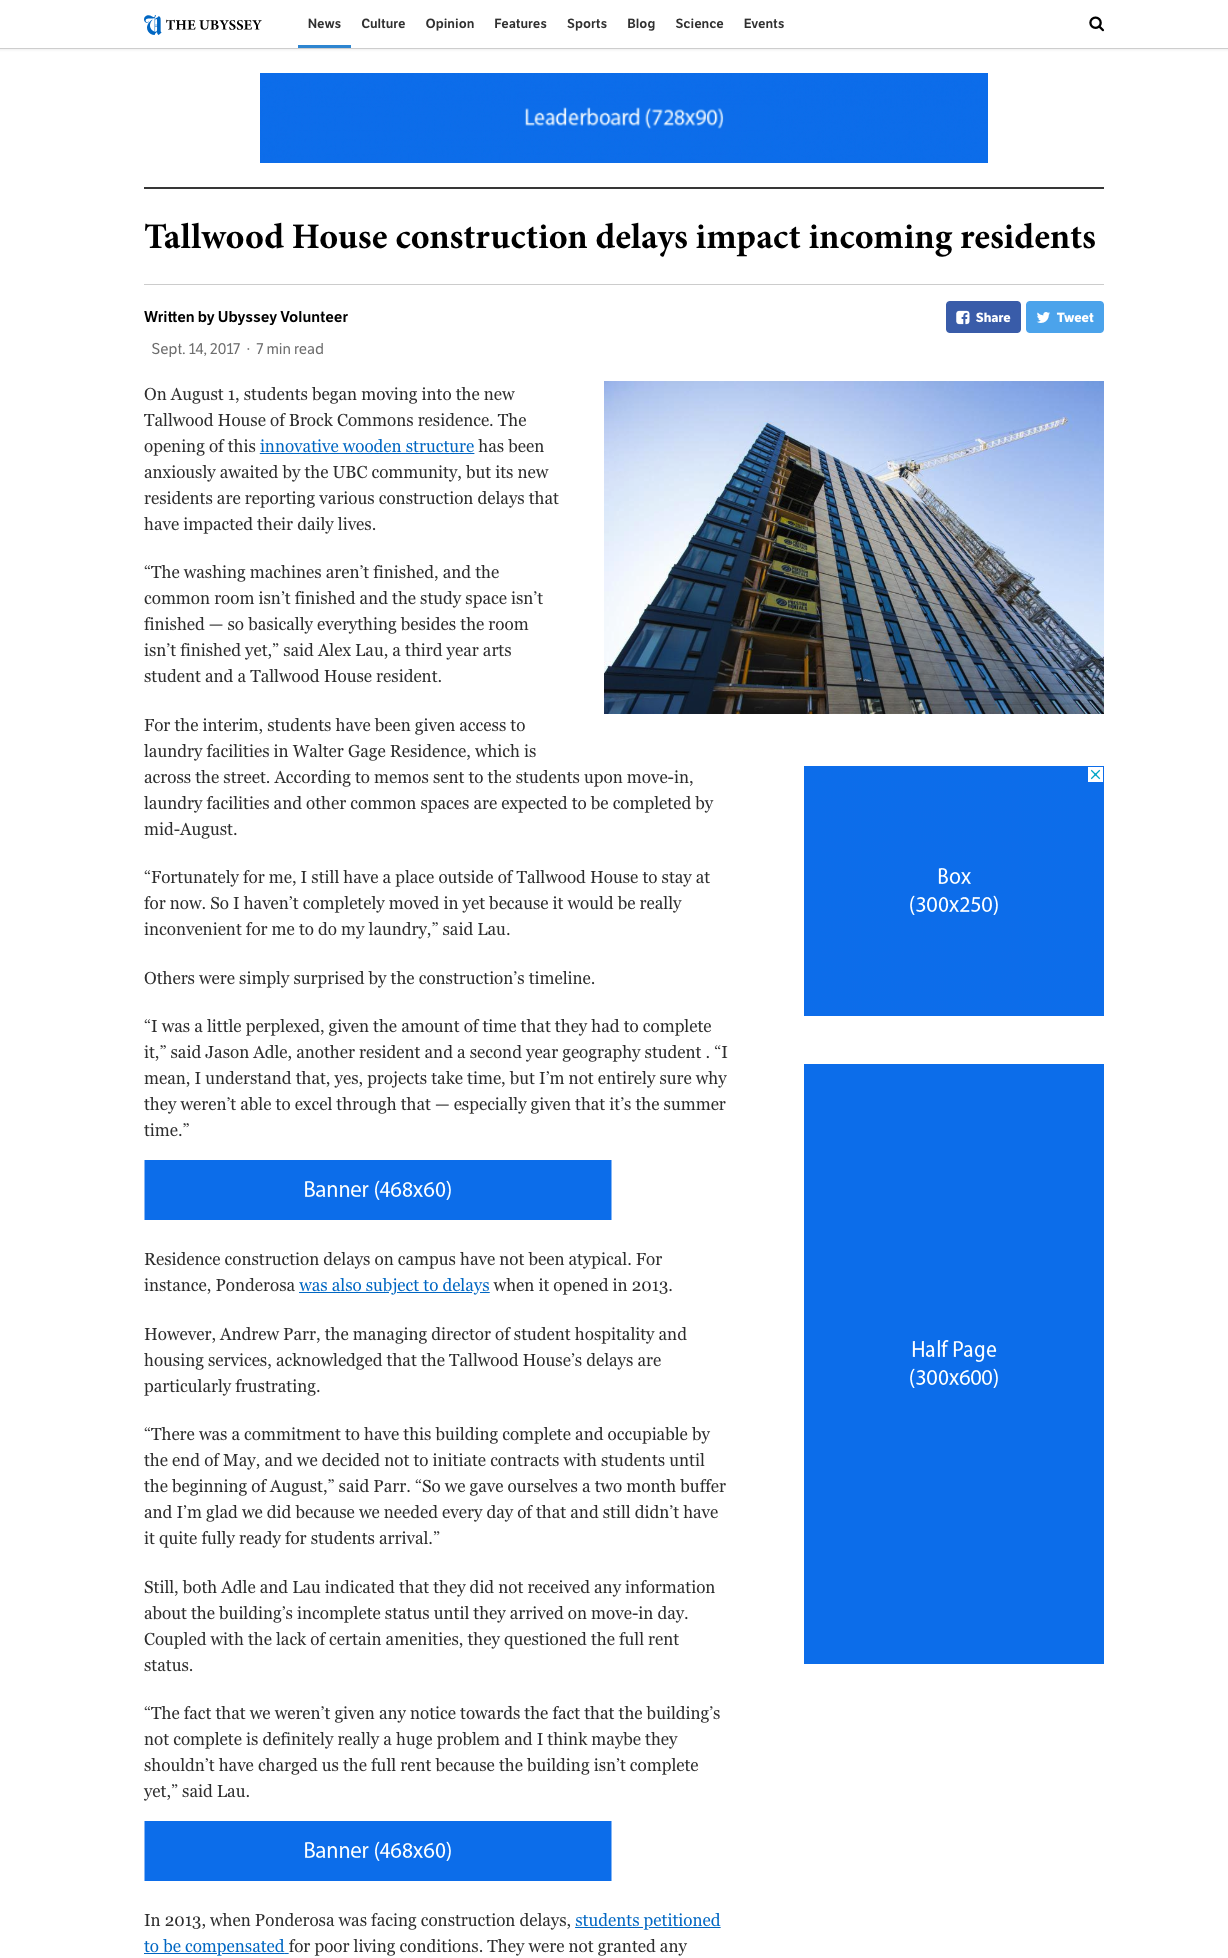 THE UBYSSEY
News Culture Opinion Features Sports Blog Science Events
Leaderboard (728x90)
Tallwood House construction delays impact incoming residents
Written by Ubyssey Volunteer
Share Tweet
Sept. 14, 2017 · 7 min read
On August 1, students began moving into the new
Tallwood House of Brock Commons residence. The
opening of this innovative wooden structure has been
anxiously awaited by the UBC community, but its new
residents are reporting various construction delays that
have impacted their daily lives.
“The washing machines aren’t finished, and the
common room isn’t finished and the study space isn’t
finished — so basically everything besides the room
isn’t finished yet,” said Alex Lau, a third year arts
student and a Tallwood House resident.
For the interim, students have been given access to
laundry facilities in Walter Gage Residence, which is
across the street. According to memos sent to the students upon move-in,
laundry facilities and other common spaces are expected to be completed by
mid-August.
“Fortunately for me, I still have a place outside of Tallwood House to stay at
for now. So I haven’t completely moved in yet because it would be really
inconvenient for me to do my laundry,” said Lau.
Others were simply surprised by the construction’s timeline.
“I was a little perplexed, given the amount of time that they had to complete
it,” said Jason Adle, another resident and a second year geography student . “I
mean, I understand that, yes, projects take time, but I’m not entirely sure why
they weren’t able to excel through that — especially given that it’s the summer
time.”
Banner (468x60)
Residence construction delays on campus have not been atypical. For
instance, Ponderosa was also subject to delays when it opened in 2013.
However, Andrew Parr, the managing director of student hospitality and
housing services, acknowledged that the Tallwood House’s delays are
particularly frustrating.
“There was a commitment to have this building complete and occupiable by
the end of May, and we decided not to initiate contracts with students until
the beginning of August,” said Parr. “So we gave ourselves a two month buffer
and I’m glad we did because we needed every day of that and still didn’t have
it quite fully ready for students arrival.”
Still, both Adle and Lau indicated that they did not received any information
about the building’s incomplete status until they arrived on move-in day.
Coupled with the lack of certain amenities, they questioned the full rent
status.
“The fact that we weren’t given any notice towards the fact that the building’s
not complete is definitely really a huge problem and I think maybe they
shouldn’t have charged us the full rent because the building isn’t complete
yet,” said Lau.
Banner (468x60)
In 2013, when Ponderosa was facing construction delays, students petitioned
to be compensated for poor living conditions. They were not granted any
Box
(300x250)
Half Page
(300x600)